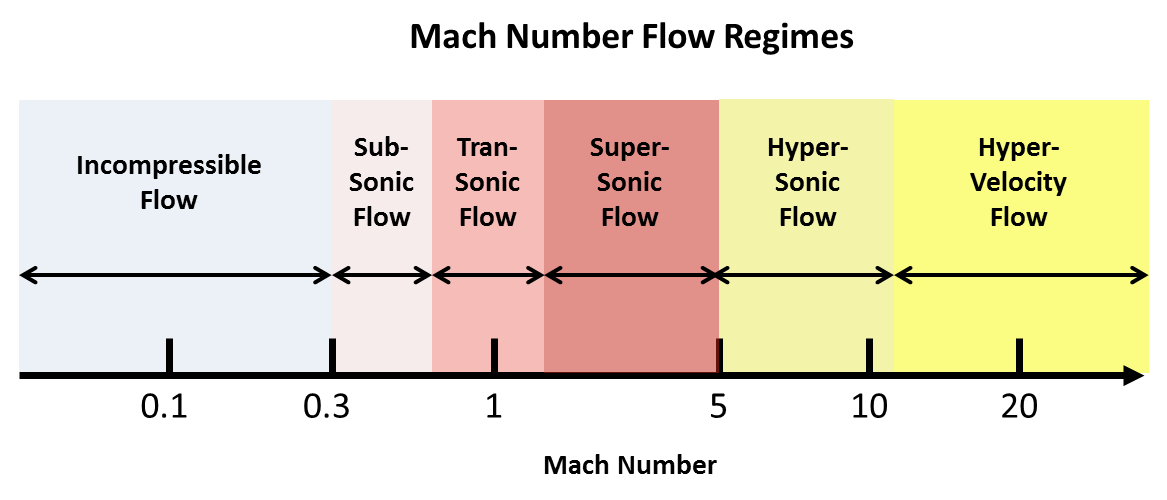 Mach Number Flow Regimes
Incompressible
Flow
Sub-
Sonic
Flow
Tran-
Sonic
Flow
Super-
Sonic
Flow
Hyper-
Sonic
Flow
Hyper-
Velocity
Flow
0.1 0.3 1 5 10 20
Mach Number